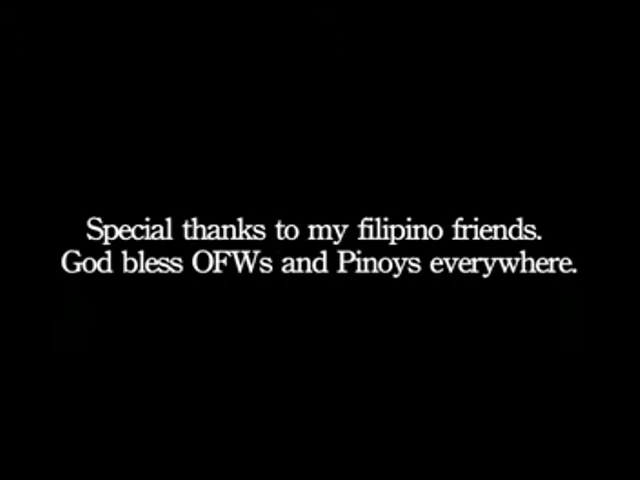 Special thanks to my filipino friends.
God bless OFWs and Pinoys everywhere.